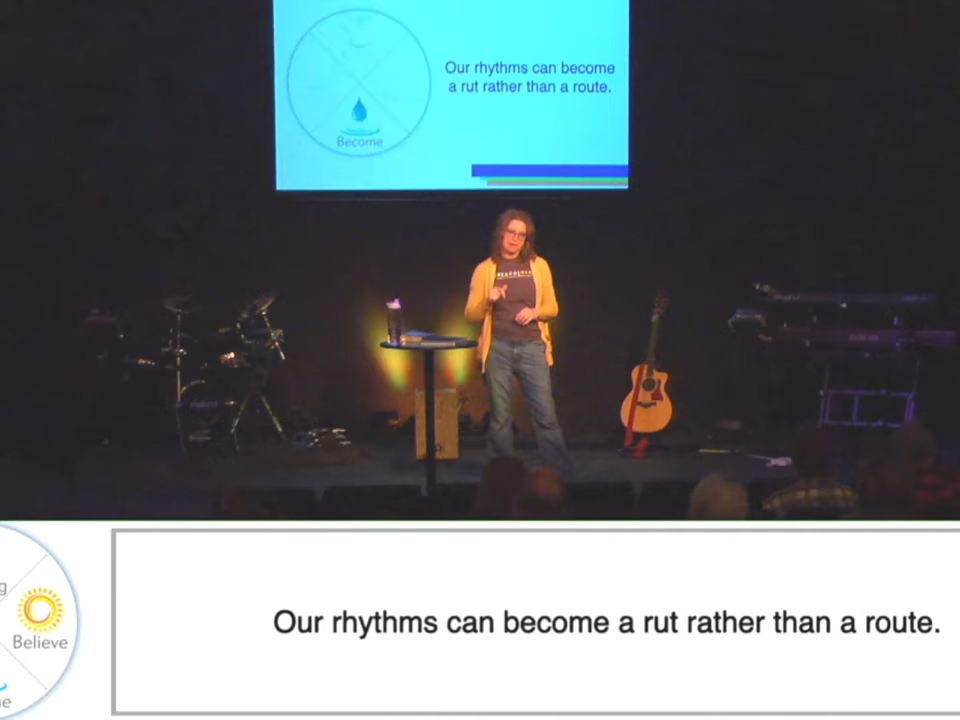 Our rhythms can become
a rut rather than a route.
Become
Our rhythms can become a rut rather than a route.
g
Believe
e